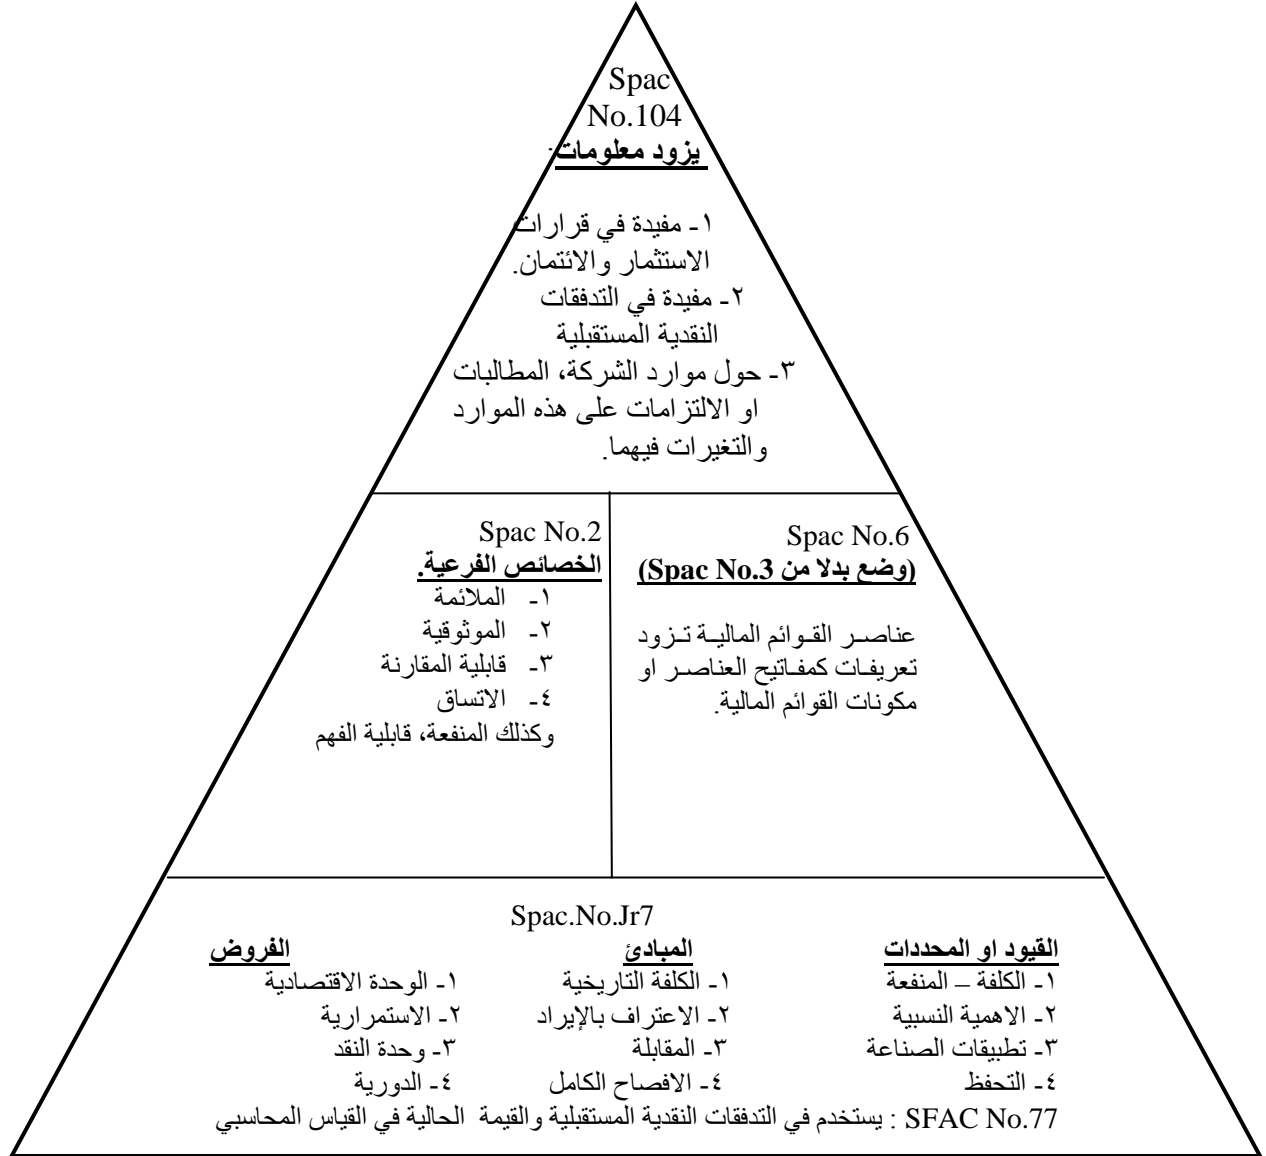 Spac
No.104
يزود معلومات:
١- مفيدة في قرارات
الاستثمار والائتمان.
٢- مفيدة في التدفقات
النقدية المستقبلية
٣- حول موارد الشركة، المطالبات
او الالتزامات على هذه الموارد
والتغيرات فيهما.
Spac No.6
(وضع بدلا من Spac No.3)
عناصر القوائم المالية تزود
تعريفات كمفاتيح العناصر او
مكونات القوائم المالية.
Spac No.2
الخصائص الفرعية.
١- الملائمة
٢- الموثوقية
٣- قابلية المقارنة
٤- الاتساق
وكذلك المنفعة، قابلية الفهم
Spac.No.Jr7
القيود او المحددات
١- الكلفة – المنفعة
٢- الاهمية النسبية
٣- تطبيقات الصناعة
٤- التحفظ
المبادئ
١- الكلفة التاريخية
٢- الاعتراف بالإيراد
٣- المقابلة
٤- الافصاح الكامل
الفروض
١- الوحدة الاقتصادية
٢- الاستمرارية
٣- وحدة النقد
٤- الدورية
SFAC No.77 : يستخدم في التدفقات النقدية المستقبلية والقيمة الحالية في القياس المحاسبي